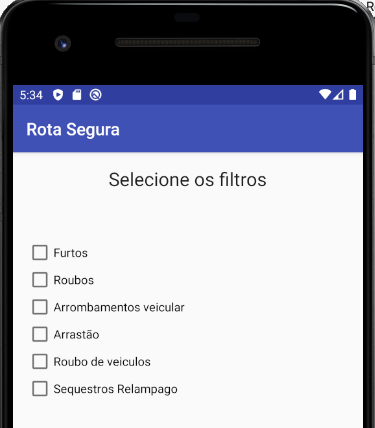 5:34
Rota Segura
Selecione os filtros
Furtos
Roubos
Arrombamentos veicular
Arrastão
Roubo de veiculos
Sequestros Relampago